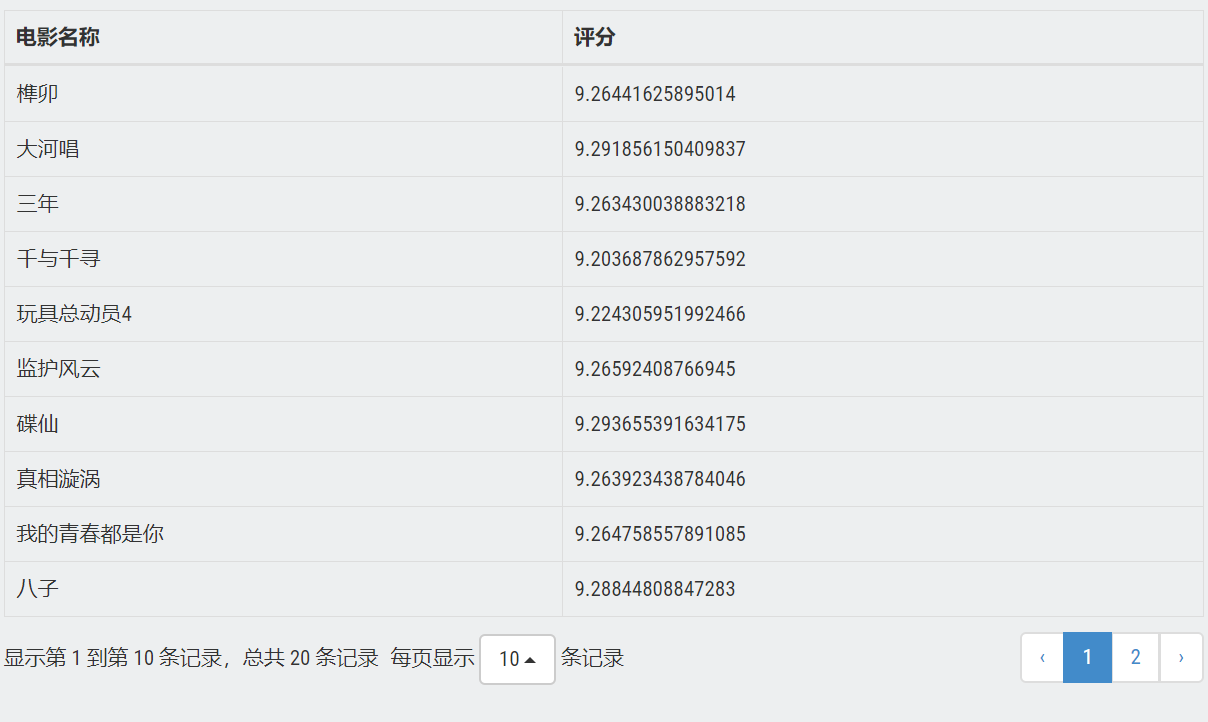 电影名称 评分
榫卯 9.26441625895014
大河唱 9.291856150409837
三年 9.263430038883218
千与千寻 9.203687862957592
玩具总动员4 9.224305951992466
监护风云 9.26592408766945
碟仙 9.293655391634175
真相漩涡 9.263923438784046
我的青春都是你 9.264758557891085
八子 9.28844808847283
显示第 1 到第 10 条记录，总共 20 条记录 每页显示 10 条记录 ‹ 1 2 ›